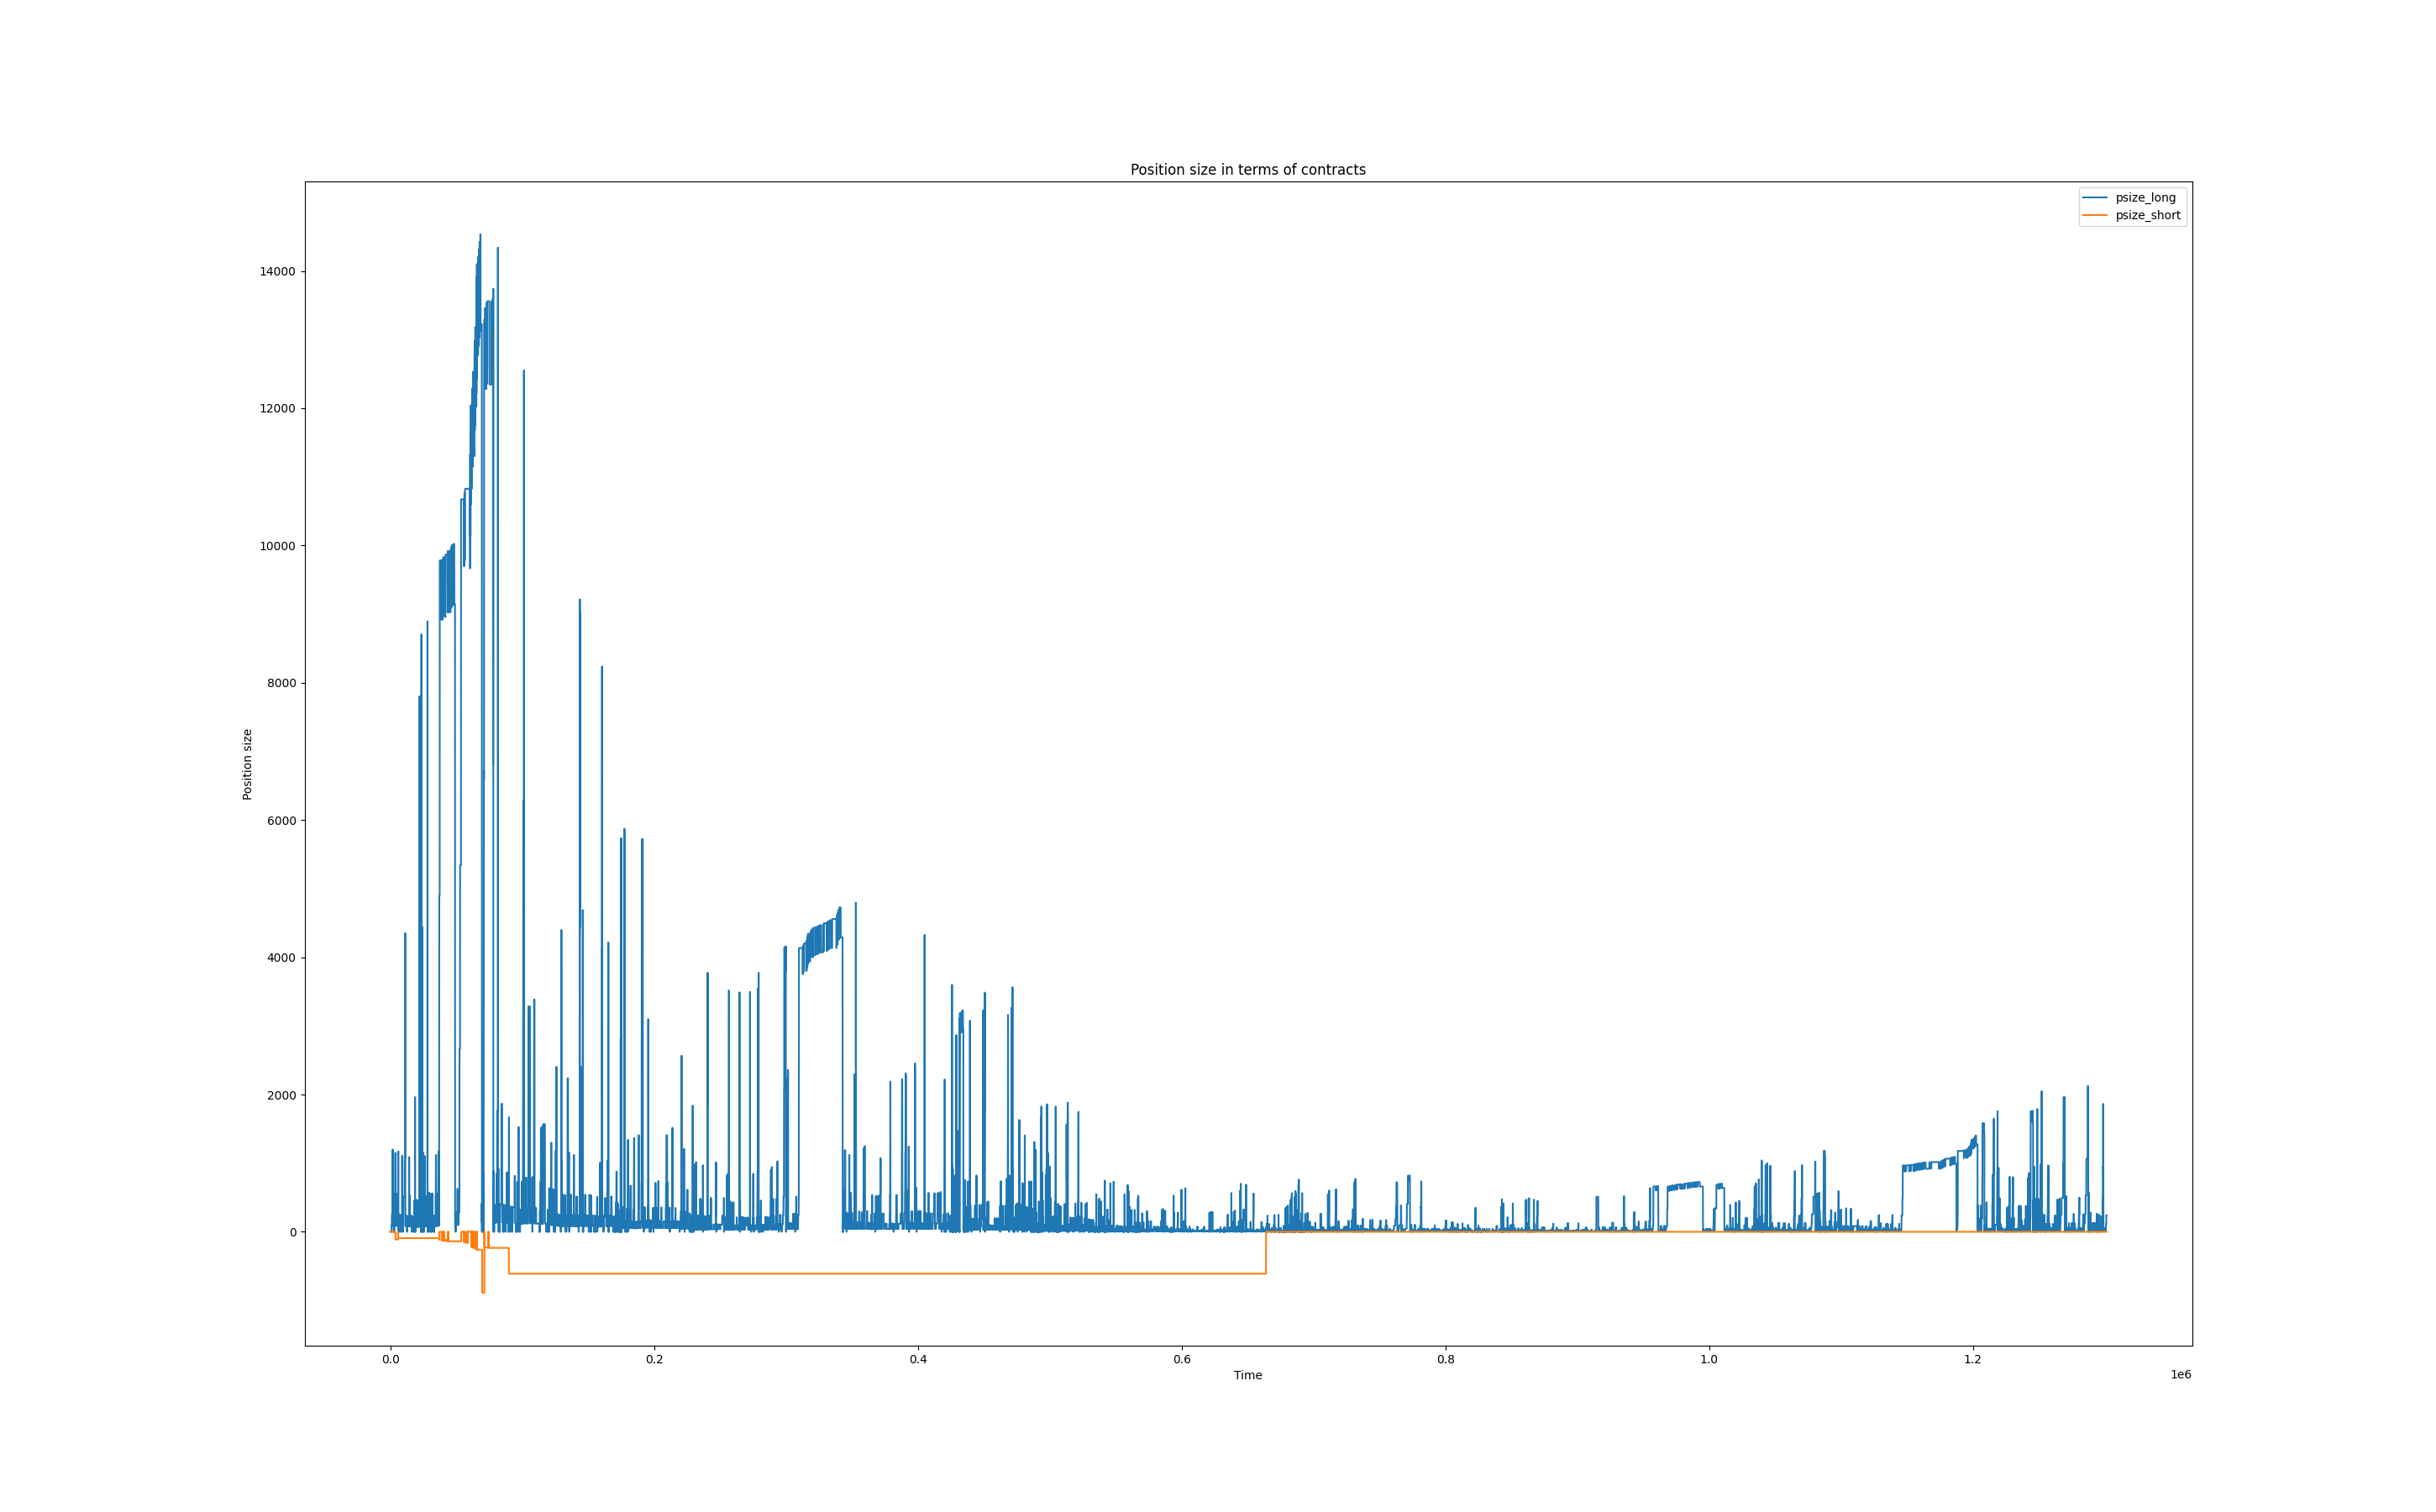 Position size in terms of contracts
psize_long
psize_short
14000
12000
10000
8000
6000
4000
2000
0
Position size
0.0
0.2
0.4
0.6
0.8
1.0
1.2
Time
1e6